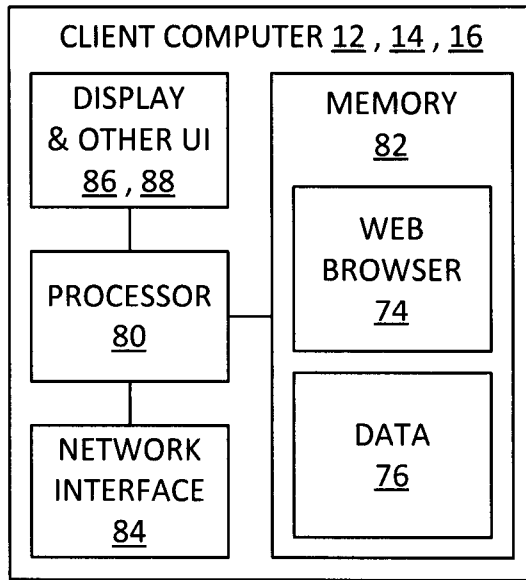 CLIENT COMPUTER 12 , 14 , 16
DISPLAY
& OTHER UI
86 , 88
PROCESSOR
80
NETWORK
INTERFACE
84
MEMORY
82
WEB
BROWSER
74
DATA
76